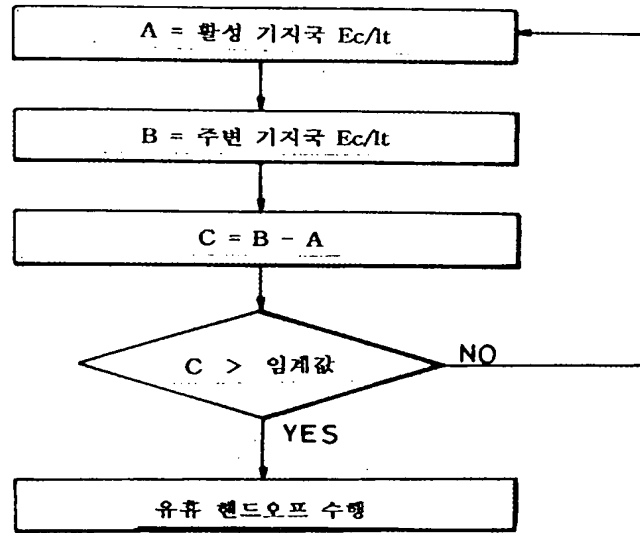 A = 활성 기지국 Ec/It
B = 주변 기지국 Ec/It
C = B - A
C > 임계값
NO
YES
유휴 핸드오프 수행